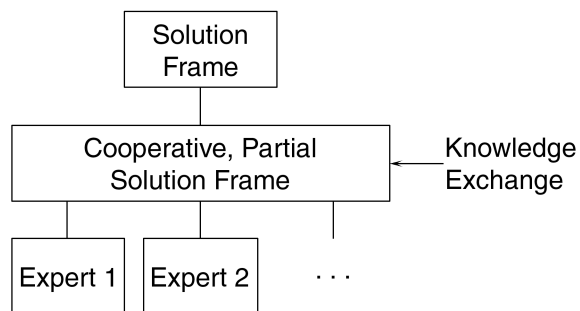 Solution
Frame
Cooperative, Partial
Solution Frame
Knowledge
Exchange
Expert 1
Expert 2
. . .